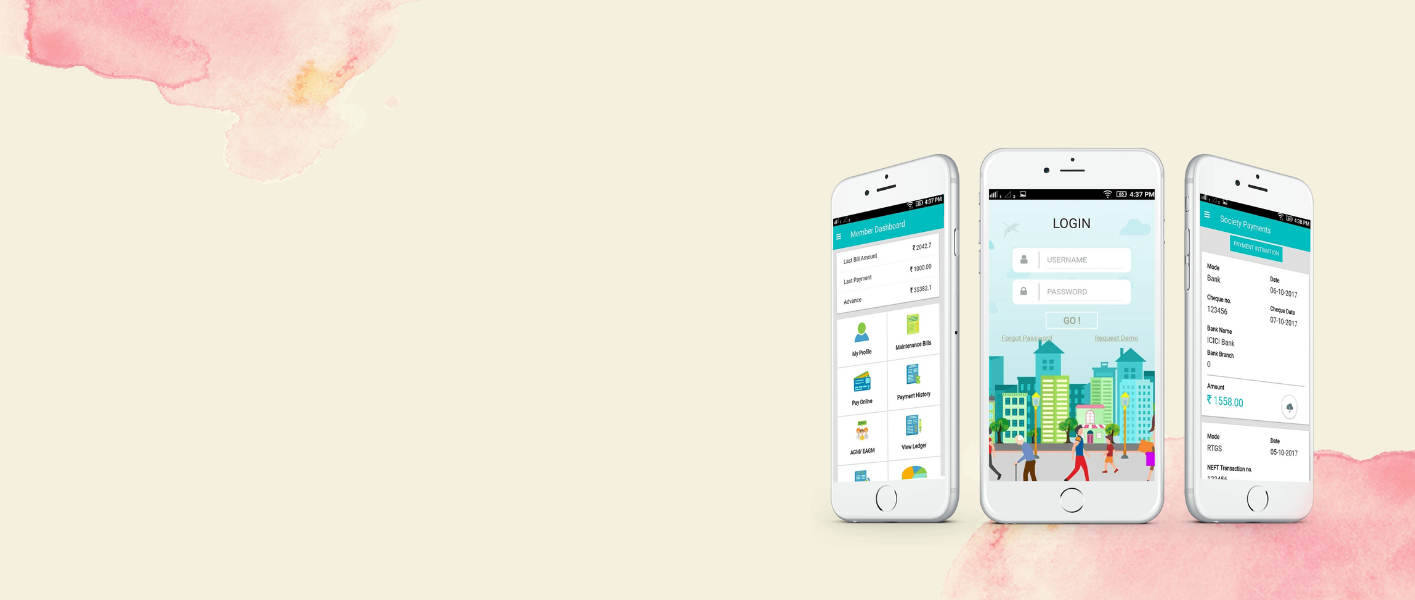 4:37 PM
Member Dashboard
Last Bill Amount ₹ 2042.7
Last Payment ₹ 1000.00
Advance ₹ 35382.1
My Profile Maintenance Bills
Pay Online Payment History
AGM/ EAGM View Ledger
4:37 PM
LOGIN
USERNAME
PASSWORD
GO !
Forgot Password Request Demo
4:38 PM
Society Payments
PAYMENT INTIMATION
Mode Date
Bank 06-10-2017
Cheque no. Cheque Date
123456 07-10-2017
Bank Name
ICICI Bank
Bank Branch
0
Amount
₹ 1558.00
Mode Date
RTGS 05-10-2017
NEFT Transaction no.